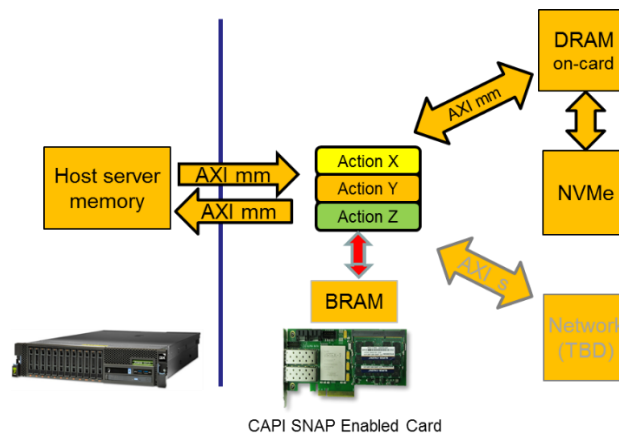 DRAM
on-card
AXI mm
Action X
Host server
memory
AXI mm
Action Y
NVMe
AXI mm
Action Z
AXI_s
BRAM
Network
(TBD)
CAPI SNAP Enabled Card